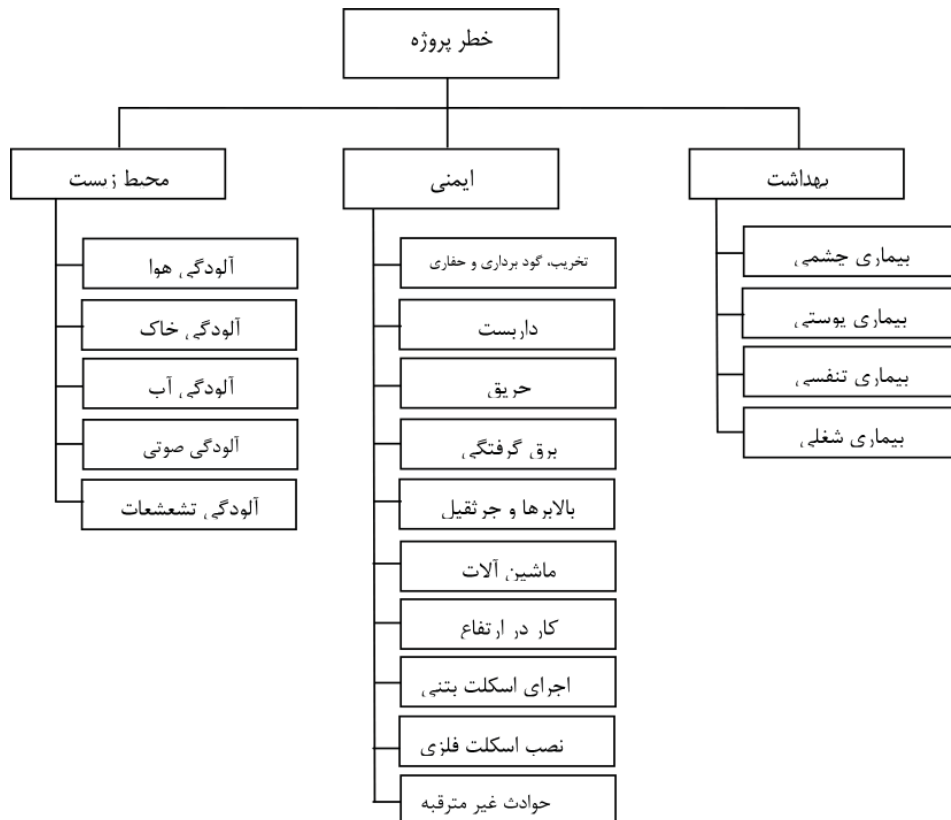 خطر پروژه
بهداشت
بیماری چشمی
بیماری پوستی
بیماری تنفسی
بیماری شغلی
ایمنی
تخریب، گود برداری و حفاری
داربست
حریق
برق گرفتگی
بالابرها و جرثقیل
ماشین آلات
کار در ارتفاع
اجرای اسکلت بتنی
نصب اسکلت فلزی
حوادث غیر مترقبه
محیط زیست
آلودگی هوا
آلودگی خاک
آلودگی آب
آلودگی صوتی
آلودگی تشعشعات